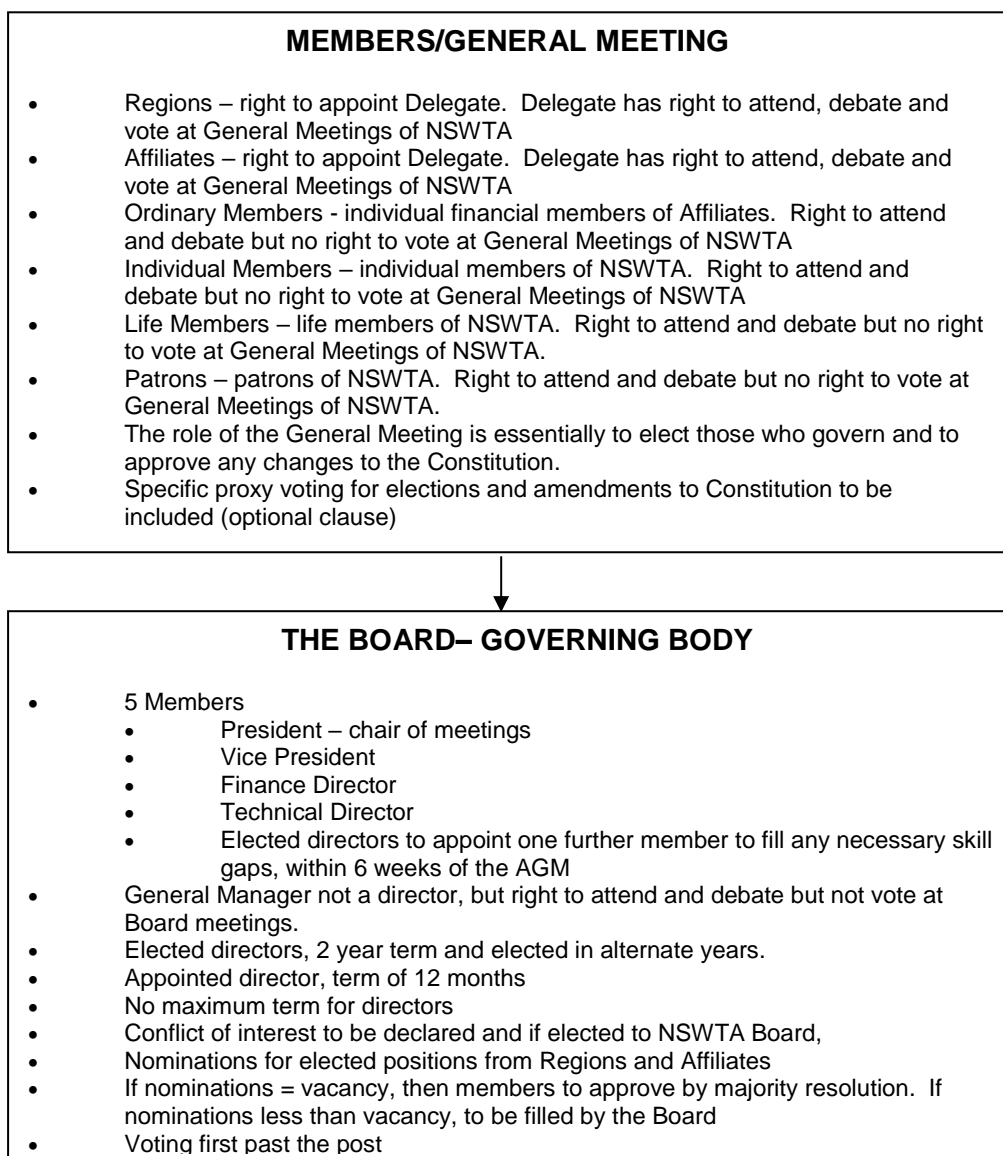 MEMBERS/GENERAL MEETING
• Regions – right to appoint Delegate. Delegate has right to attend, debate and
vote at General Meetings of NSWTA
• Affiliates – right to appoint Delegate. Delegate has right to attend, debate and
vote at General Meetings of NSWTA
• Ordinary Members - individual financial members of Affiliates. Right to attend
and debate but no right to vote at General Meetings of NSWTA
• Individual Members – individual members of NSWTA. Right to attend and
debate but no right to vote at General Meetings of NSWTA
• Life Members – life members of NSWTA. Right to attend and debate but no right
to vote at General Meetings of NSWTA.
• Patrons – patrons of NSWTA. Right to attend and debate but no right to vote at
General Meetings of NSWTA.
• The role of the General Meeting is essentially to elect those who govern and to
approve any changes to the Constitution.
• Specific proxy voting for elections and amendments to Constitution to be
included (optional clause)
THE BOARD– GOVERNING BODY
• 5 Members
• President – chair of meetings
• Vice President
• Finance Director
• Technical Director
• Elected directors to appoint one further member to fill any necessary skill
gaps, within 6 weeks of the AGM
• General Manager not a director, but right to attend and debate but not vote at
Board meetings.
• Elected directors, 2 year term and elected in alternate years.
• Appointed director, term of 12 months
• No maximum term for directors
• Conflict of interest to be declared and if elected to NSWTA Board,
• Nominations for elected positions from Regions and Affiliates
• If nominations = vacancy, then members to approve by majority resolution. If
nominations less than vacancy, to be filled by the Board
• Voting first past the post